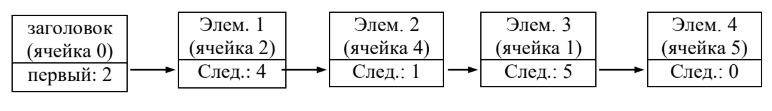 заголовок
(ячейка 0)
первый: 2
Элем. 1
(ячейка 2)
След.: 4
Элем. 2
(ячейка 4)
След.: 1
Элем. 3
(ячейка 1)
След.: 5
Элем. 4
(ячейка 5)
След.: 0